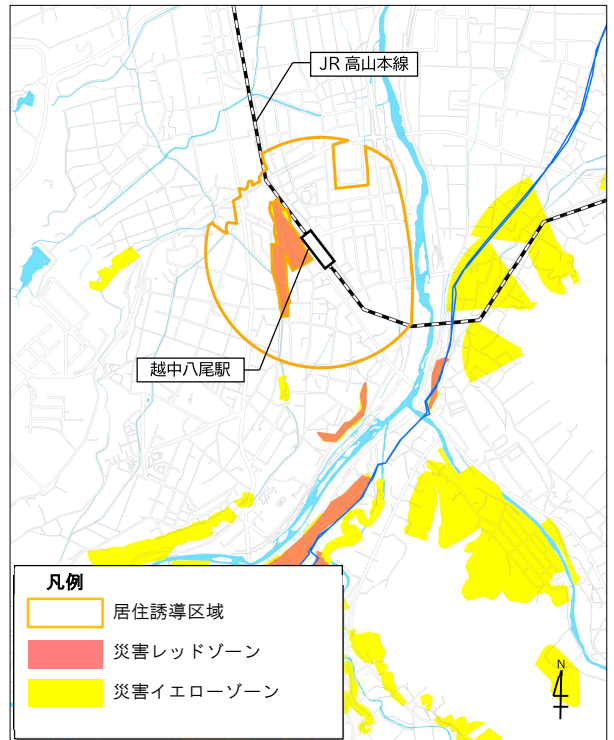 JR 高山本線
越中八尾駅
凡例
居住誘導区域
災害レッドゾーン
災害イエローゾーン
N